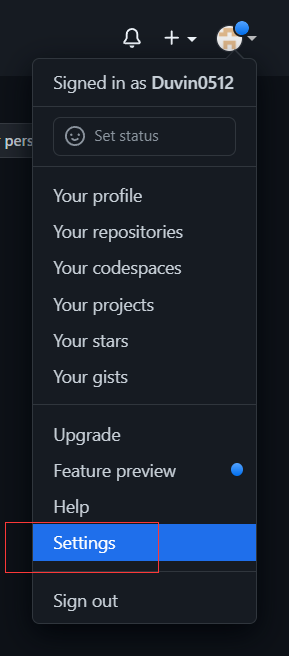 pers
Signed in as Duvin0512
Set status
Your profile
Your repositories
Your codespaces
Your projects
Your stars
Your gists
Upgrade
Feature preview
Help
Settings
Sign out